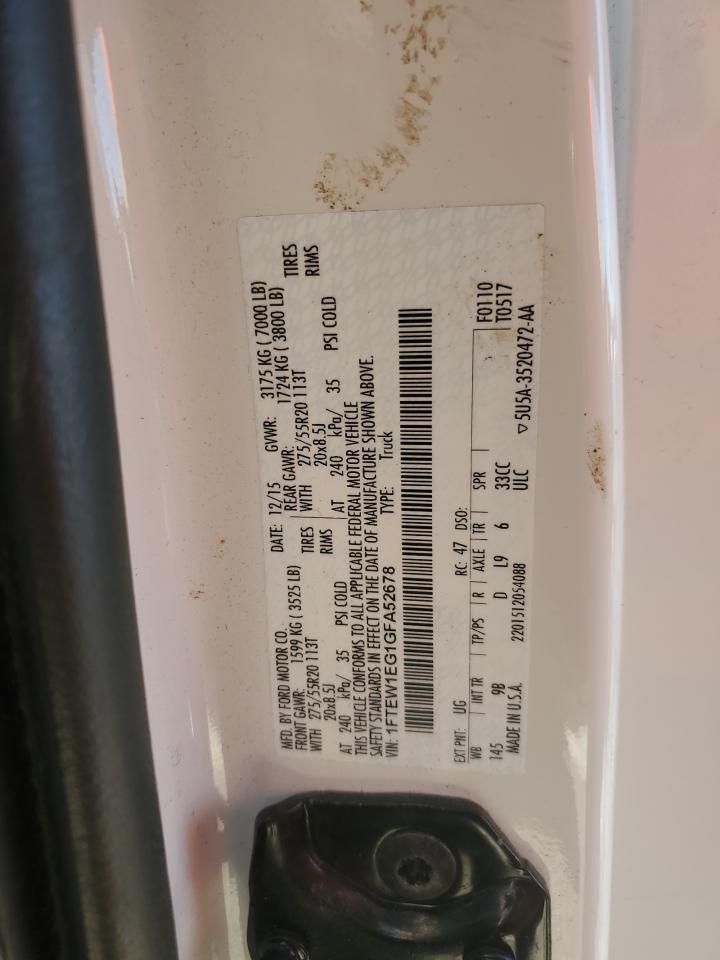 MFD. BY FORD MOTOR CO. DATE: 12/15 GVWR: 3175 KG ( 7000 LB)
FRONT GAWR: 1599 KG ( 3525 LB) REAR GAWR: 1724 KG ( 3800 LB)
WITH 275/55R20 113T TIRES WITH 275/55R20 113T TIRES
20x8.5J RIMS 20x8.5J RIMS
AT 240 kPa/ 35 PSI COLD AT 240 kPa/ 35 PSI COLD
THIS VEHICLE CONFORMS TO ALL APPLICABLE FEDERAL MOTOR VEHICLE
SAFETY STANDARDS IN EFFECT ON THE DATE OF MANUFACTURE SHOWN ABOVE.
VIN: 1FTEW1EG1GFA52678 TYPE: Truck
EXT PNT: UG RC: 47 DSO: F0110
T0517
WB INT TR TP/PS R AXLE TR SPR
145 9B D L9 6 33CC
MADE IN U.S.A. 2201512054088 ULC
▽ 5U5A-3520472-AA